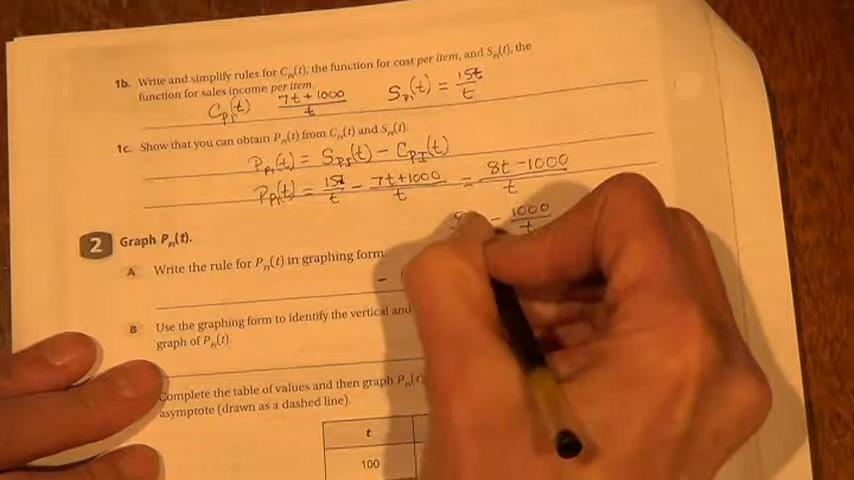 1b. Write and simplify rules for C_PI(t), the function for cost per item, and S_PI(t), the
function for sales income per item.
C_PI(t) (7t+1000)/t S_PI(t) = 15t/t
1c. Show that you can obtain P_PI(t) from C_PI(t) and S_PI(t).
P_PI(t) = S_PI(t) − C_PI(t)
P_PI(t) = 15t/t − (7t+1000)/t = (8t−1000)/t
8 − 1000/t
2 Graph P_PI(t).
A Write the rule for P_PI(t) in graphing form.
−
B Use the graphing form to identify the vertical and
graph of P_PI(t)
Complete the table of values and then graph P_PI(t)
asymptote (drawn as a dashed line).
t
100